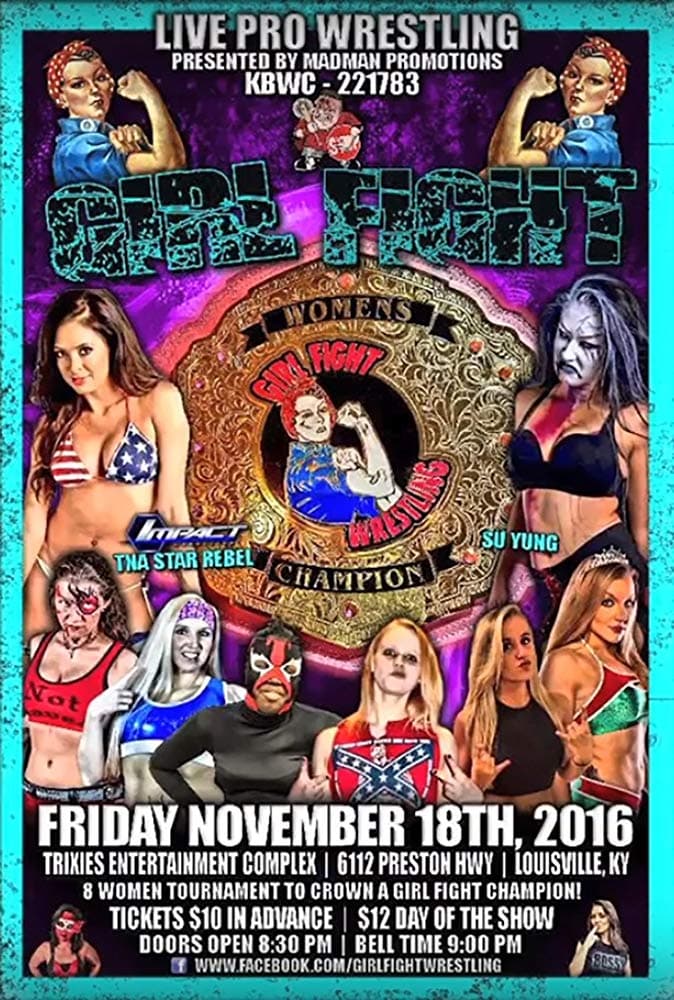 LIVE PRO WRESTLING
PRESENTED BY MADMAN PROMOTIONS
KBWC - 221783
GIRL FIGHT
WOMENS
GIRL FIGHT
WRESTLING
CHAMPION
IMPACT
TNA STAR REBEL
SU YUNG
Not
FRIDAY NOVEMBER 18TH, 2016
TRIXIES ENTERTAINMENT COMPLEX | 6112 PRESTON HWY | LOUISVILLE, KY
8 WOMEN TOURNAMENT TO CROWN A GIRL FIGHT CHAMPION!
TICKETS $10 IN ADVANCE | $12 DAY OF THE SHOW
DOORS OPEN 8:30 PM | BELL TIME 9:00 PM
f WWW.FACEBOOK.COM/GIRLFIGHTWRESTLING
BOSSY